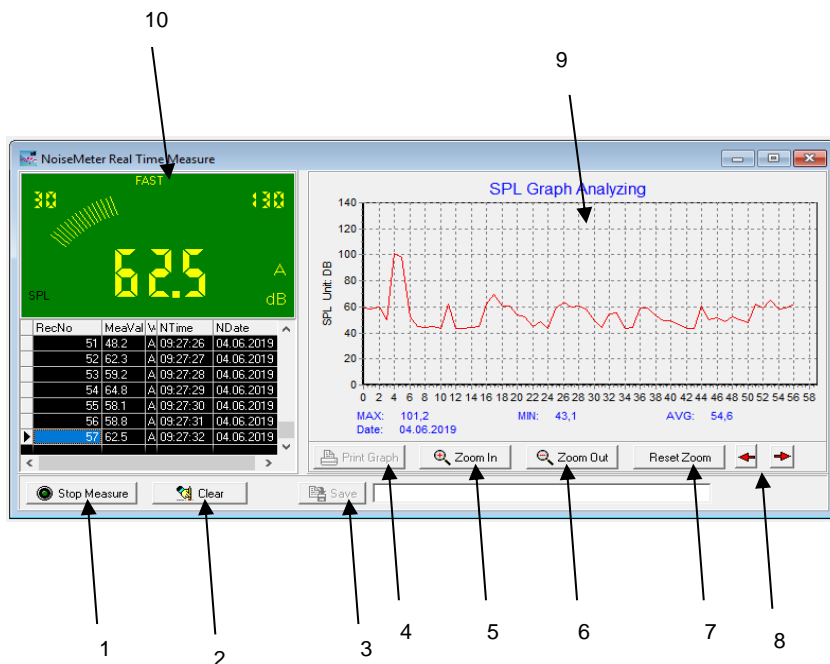 10
9
NoiseMeter Real Time Measure
FAST
30 130
62.5
A
SPL dB
RecNo MeaVal NTime NDate
51 48.2 A 09:27:26 04.06.2019
52 62.3 A 09:27:27 04.06.2019
53 59.2 A 09:27:28 04.06.2019
54 64.8 A 09:27:29 04.06.2019
55 58.1 A 09:27:30 04.06.2019
56 58.8 A 09:27:31 04.06.2019
57 62.5 A 09:27:32 04.06.2019
SPL Graph Analyzing
SPL Unit: DB
140
120
100
80
60
40
20
0
0 2 4 6 8 10 12 14 16 18 20 22 24 26 28 30 32 34 36 38 40 42 44 46 48 50 52 54 56 58
MAX: 101,2 MIN: 43,1 AVG: 54,6
Date: 04.06.2019
Print Graph Zoom In Zoom Out Reset Zoom
Stop Measure Clear Save
1 2 3 4 5 6 7 8